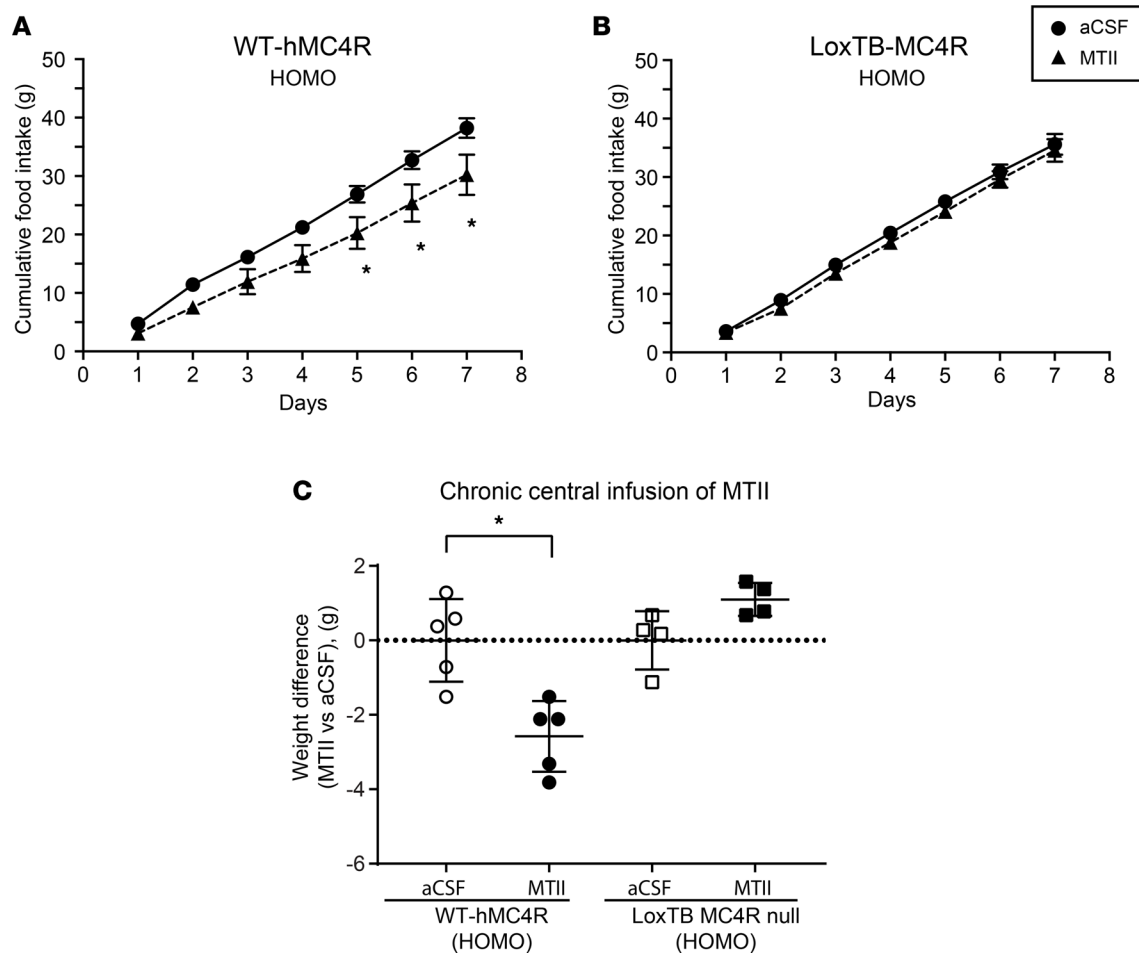 A
WT-hMC4R
HOMO
Cumulative food intake (g)
50
40
30
20
10
0
* * *
0 1 2 3 4 5 6 7 8
Days
B
LoxTB-MC4R
HOMO
aCSF
MTII
Cumulative food intake (g)
50
40
30
20
10
0
0 1 2 3 4 5 6 7 8
Days
C
Chronic central infusion of MTII
*
Weight difference
(MTII vs aCSF), (g)
2
0
-2
-4
-6
aCSF MTII aCSF MTII
WT-hMC4R LoxTB MC4R null
(HOMO) (HOMO)